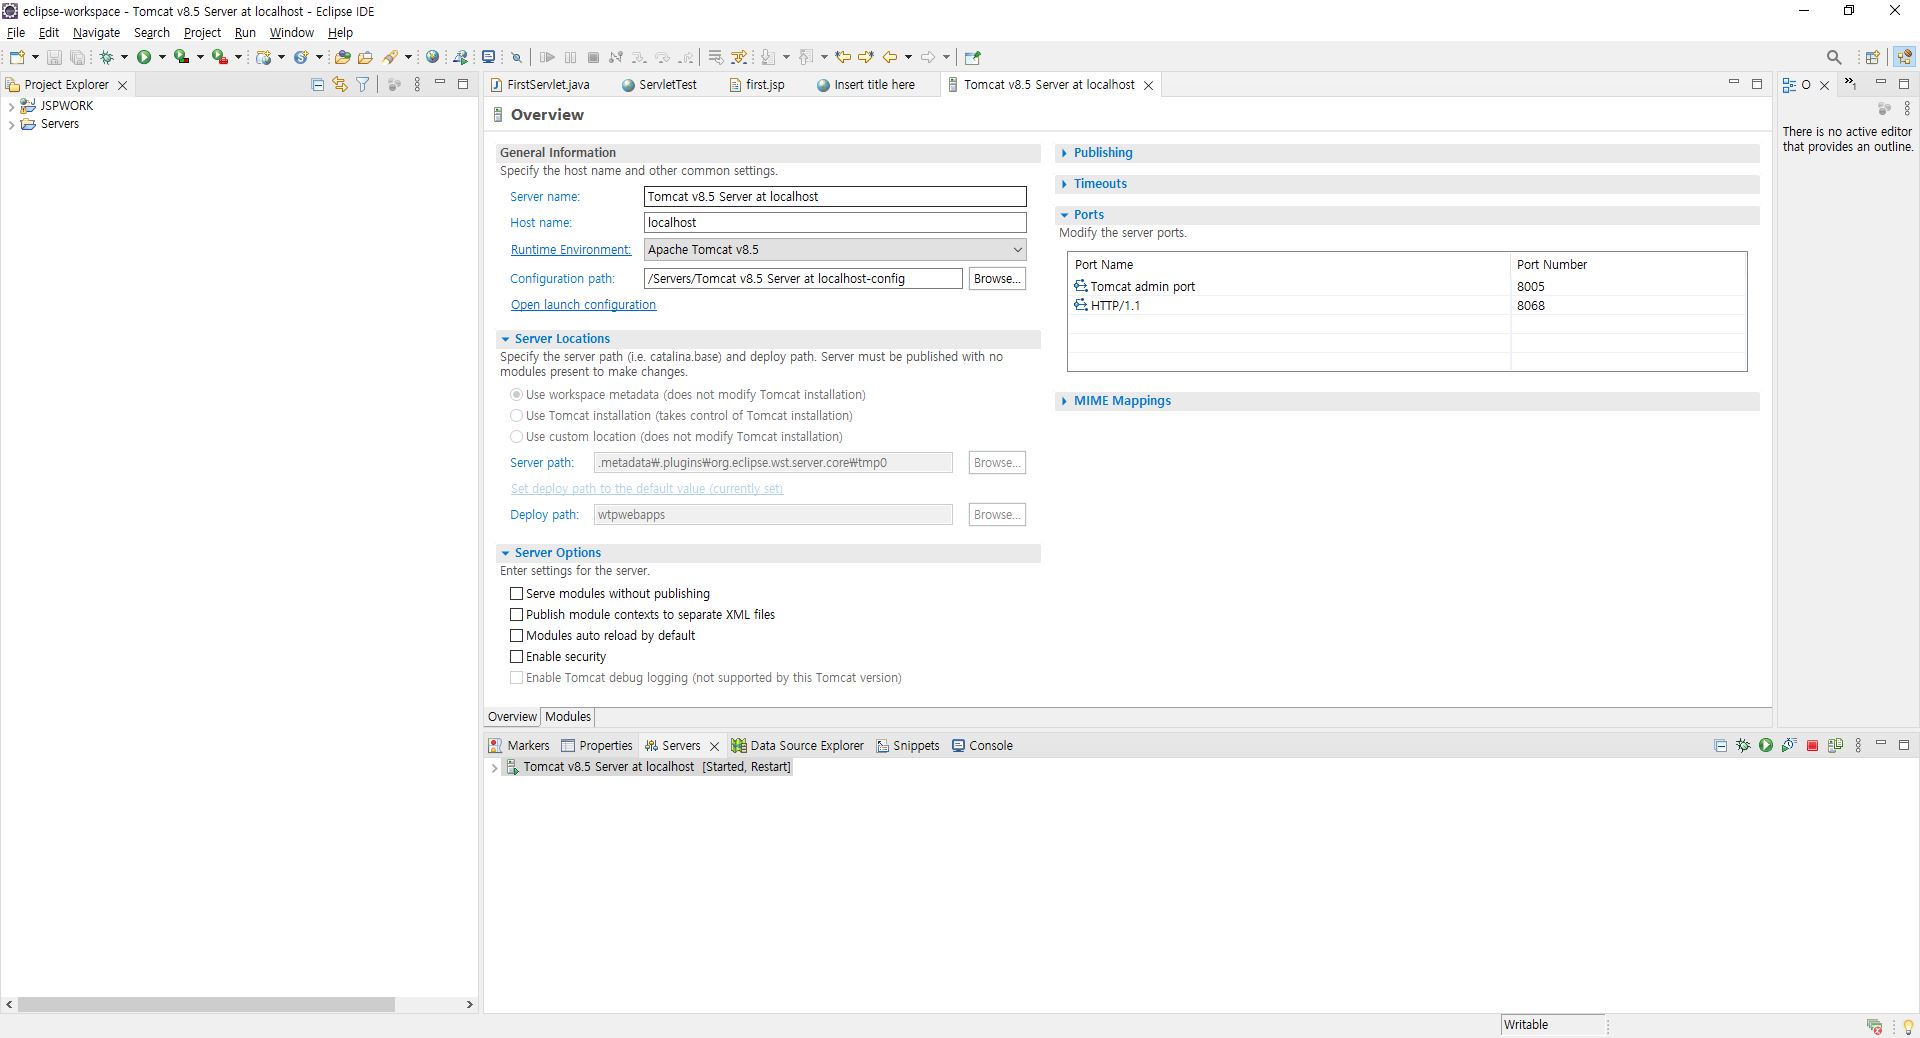 eclipse-workspace - Tomcat v8.5 Server at localhost - Eclipse IDE
File Edit Navigate Search Project Run Window Help
Project Explorer
JSPWORK
Servers
FirstServlet.java ServletTest first.jsp Insert title here Tomcat v8.5 Server at localhost
Overview
General Information
Specify the host name and other common settings.
Server name: Tomcat v8.5 Server at localhost
Host name: localhost
Runtime Environment: Apache Tomcat v8.5
Configuration path: /Servers/Tomcat v8.5 Server at localhost-config Browse...
Open launch configuration
Server Locations
Specify the server path (i.e. catalina.base) and deploy path. Server must be published with no
modules present to make changes.
Use workspace metadata (does not modify Tomcat installation)
Use Tomcat installation (takes control of Tomcat installation)
Use custom location (does not modify Tomcat installation)
Server path: .metadata₩.plugins₩org.eclipse.wst.server.core₩tmp0 Browse...
Set deploy path to the default value (currently set)
Deploy path: wtpwebapps Browse...
Server Options
Enter settings for the server.
Serve modules without publishing
Publish module contexts to separate XML files
Modules auto reload by default
Enable security
Enable Tomcat debug logging (not supported by this Tomcat version)
Publishing
Timeouts
Ports
Modify the server ports.
Port Name Port Number
Tomcat admin port 8005
HTTP/1.1 8068
MIME Mappings
Overview Modules
O
1
There is no active editor
that provides an outline.
Markers Properties Servers Data Source Explorer Snippets Console
Tomcat v8.5 Server at localhost [Started, Restart]
Writable